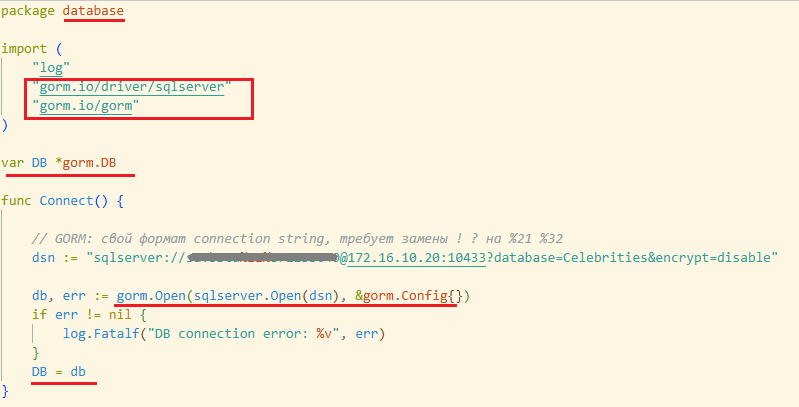 package database
import (
"log"
"gorm.io/driver/sqlserver"
"gorm.io/gorm"
)
var DB *gorm.DB
func Connect() {
// GORM: свой формат connection string, требует замены ! ? на %21 %32
dsn := "sqlserver://@172.16.10.20:10433?database=Celebrities&encrypt=disable"
db, err := gorm.Open(sqlserver.Open(dsn), &gorm.Config{})
if err != nil {
log.Fatalf("DB connection error: %v", err)
}
DB = db
}